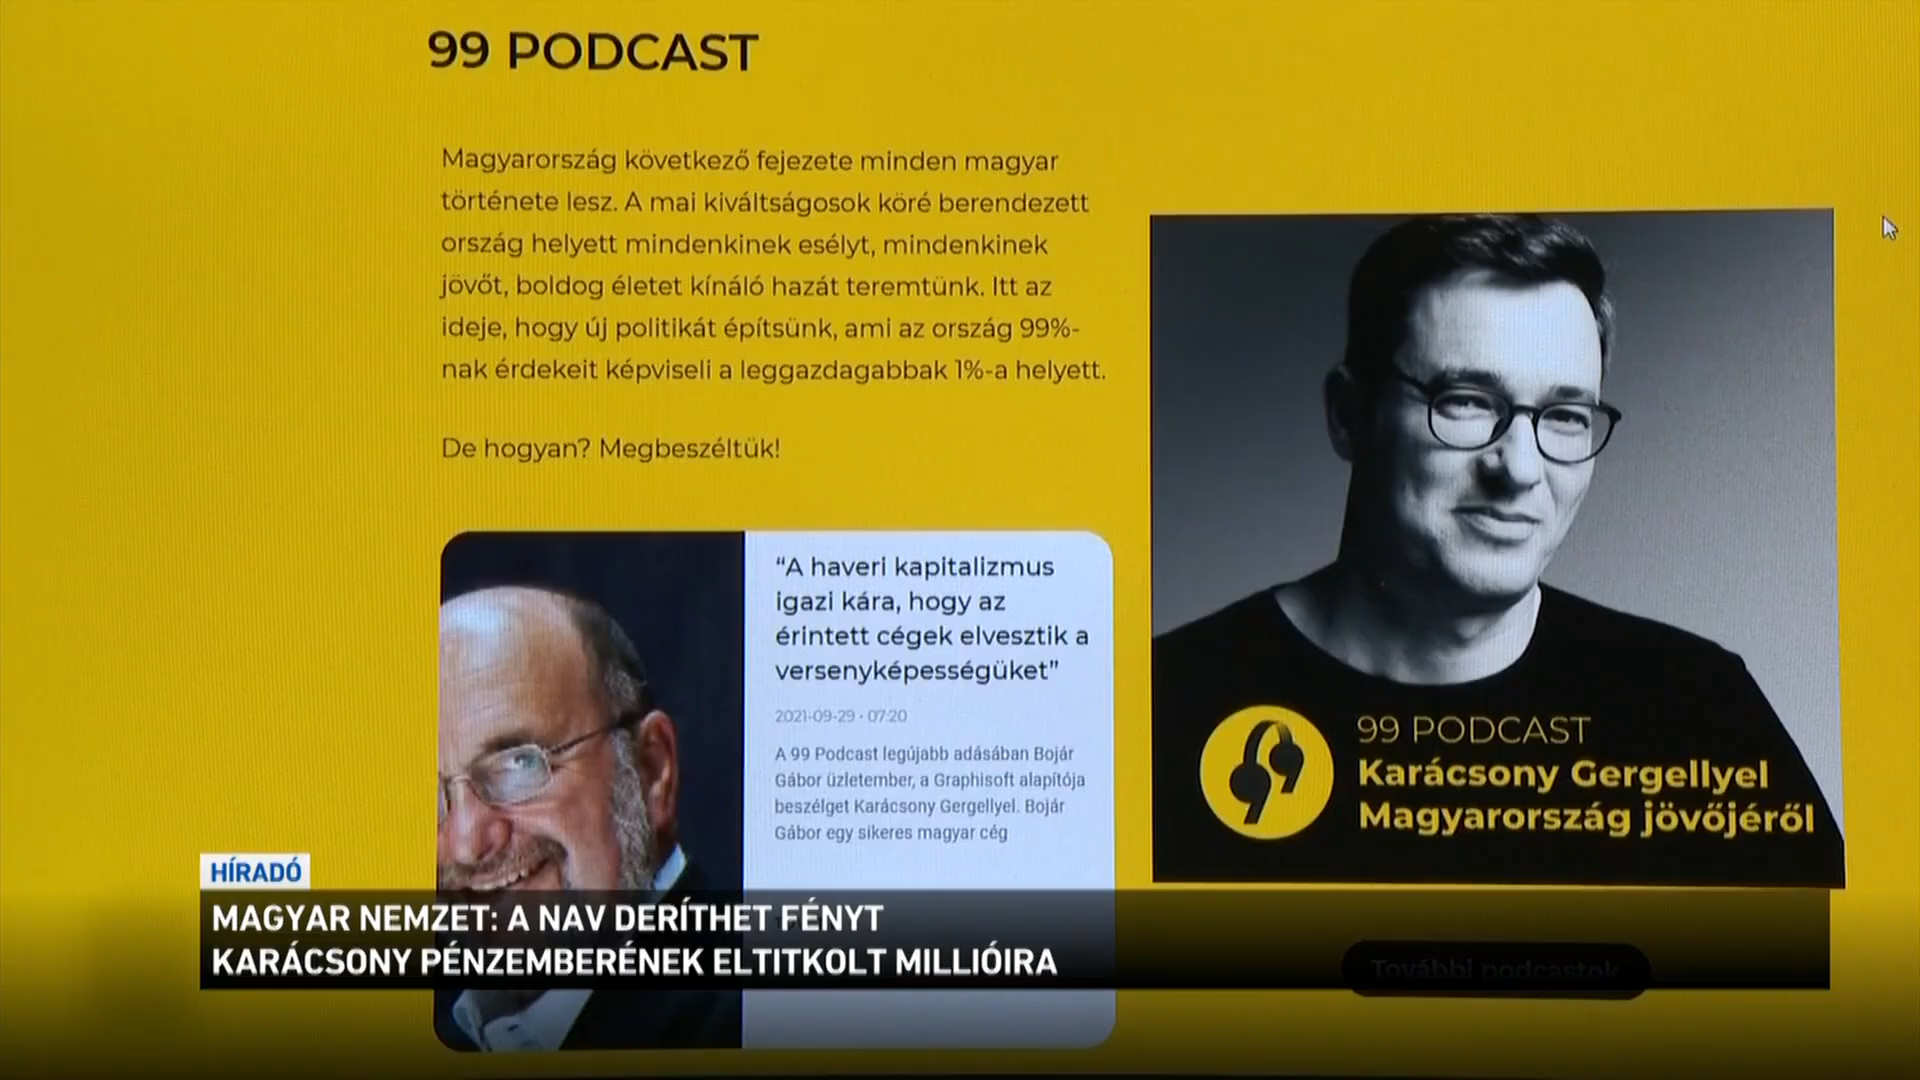 99 PODCAST
Magyarország következő fejezete minden magyar
története lesz. A mai kiváltságosok köré berendezett
ország helyett mindenkinek esélyt, mindenkinek
jövőt, boldog életet kínáló hazát teremtünk. Itt az
ideje, hogy új politikát építsünk, ami az ország 99%-
nak érdekeit képviseli a leggazdagabbak 1%-a helyett.
De hogyan? Megbeszéltük!
“A haveri kapitalizmus
igazi kára, hogy az
érintett cégek elvesztik a
versenyképességüket”
2021-09-29 • 07:20
A 99 Podcast legújabb adásában Bojár
Gábor üzletember, a Graphisoft alapítója
beszélget Karácsony Gergellyel. Bojár
Gábor egy sikeres magyar cég
99 PODCAST
Karácsony Gergellyel
Magyarország jövőjéről
További podcastok
HÍRADÓ
MAGYAR NEMZET: A NAV DERÍTHET FÉNYT
KARÁCSONY PÉNZEMBERÉNEK ELTITKOLT MILLIÓIRA